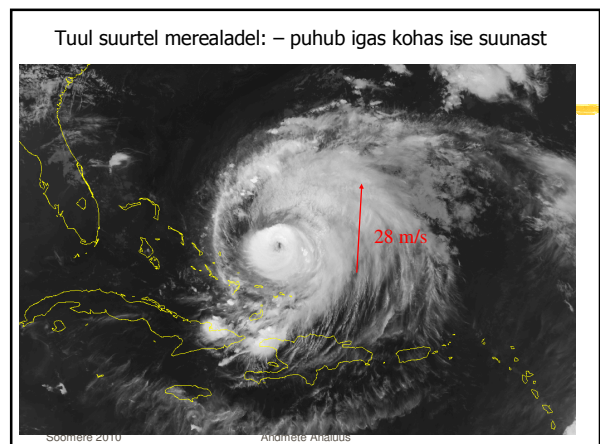 Tuul suurtel merealadel: – puhub igas kohas ise suunast
28 m/s
Soomere 2010
Andmete Analüüs